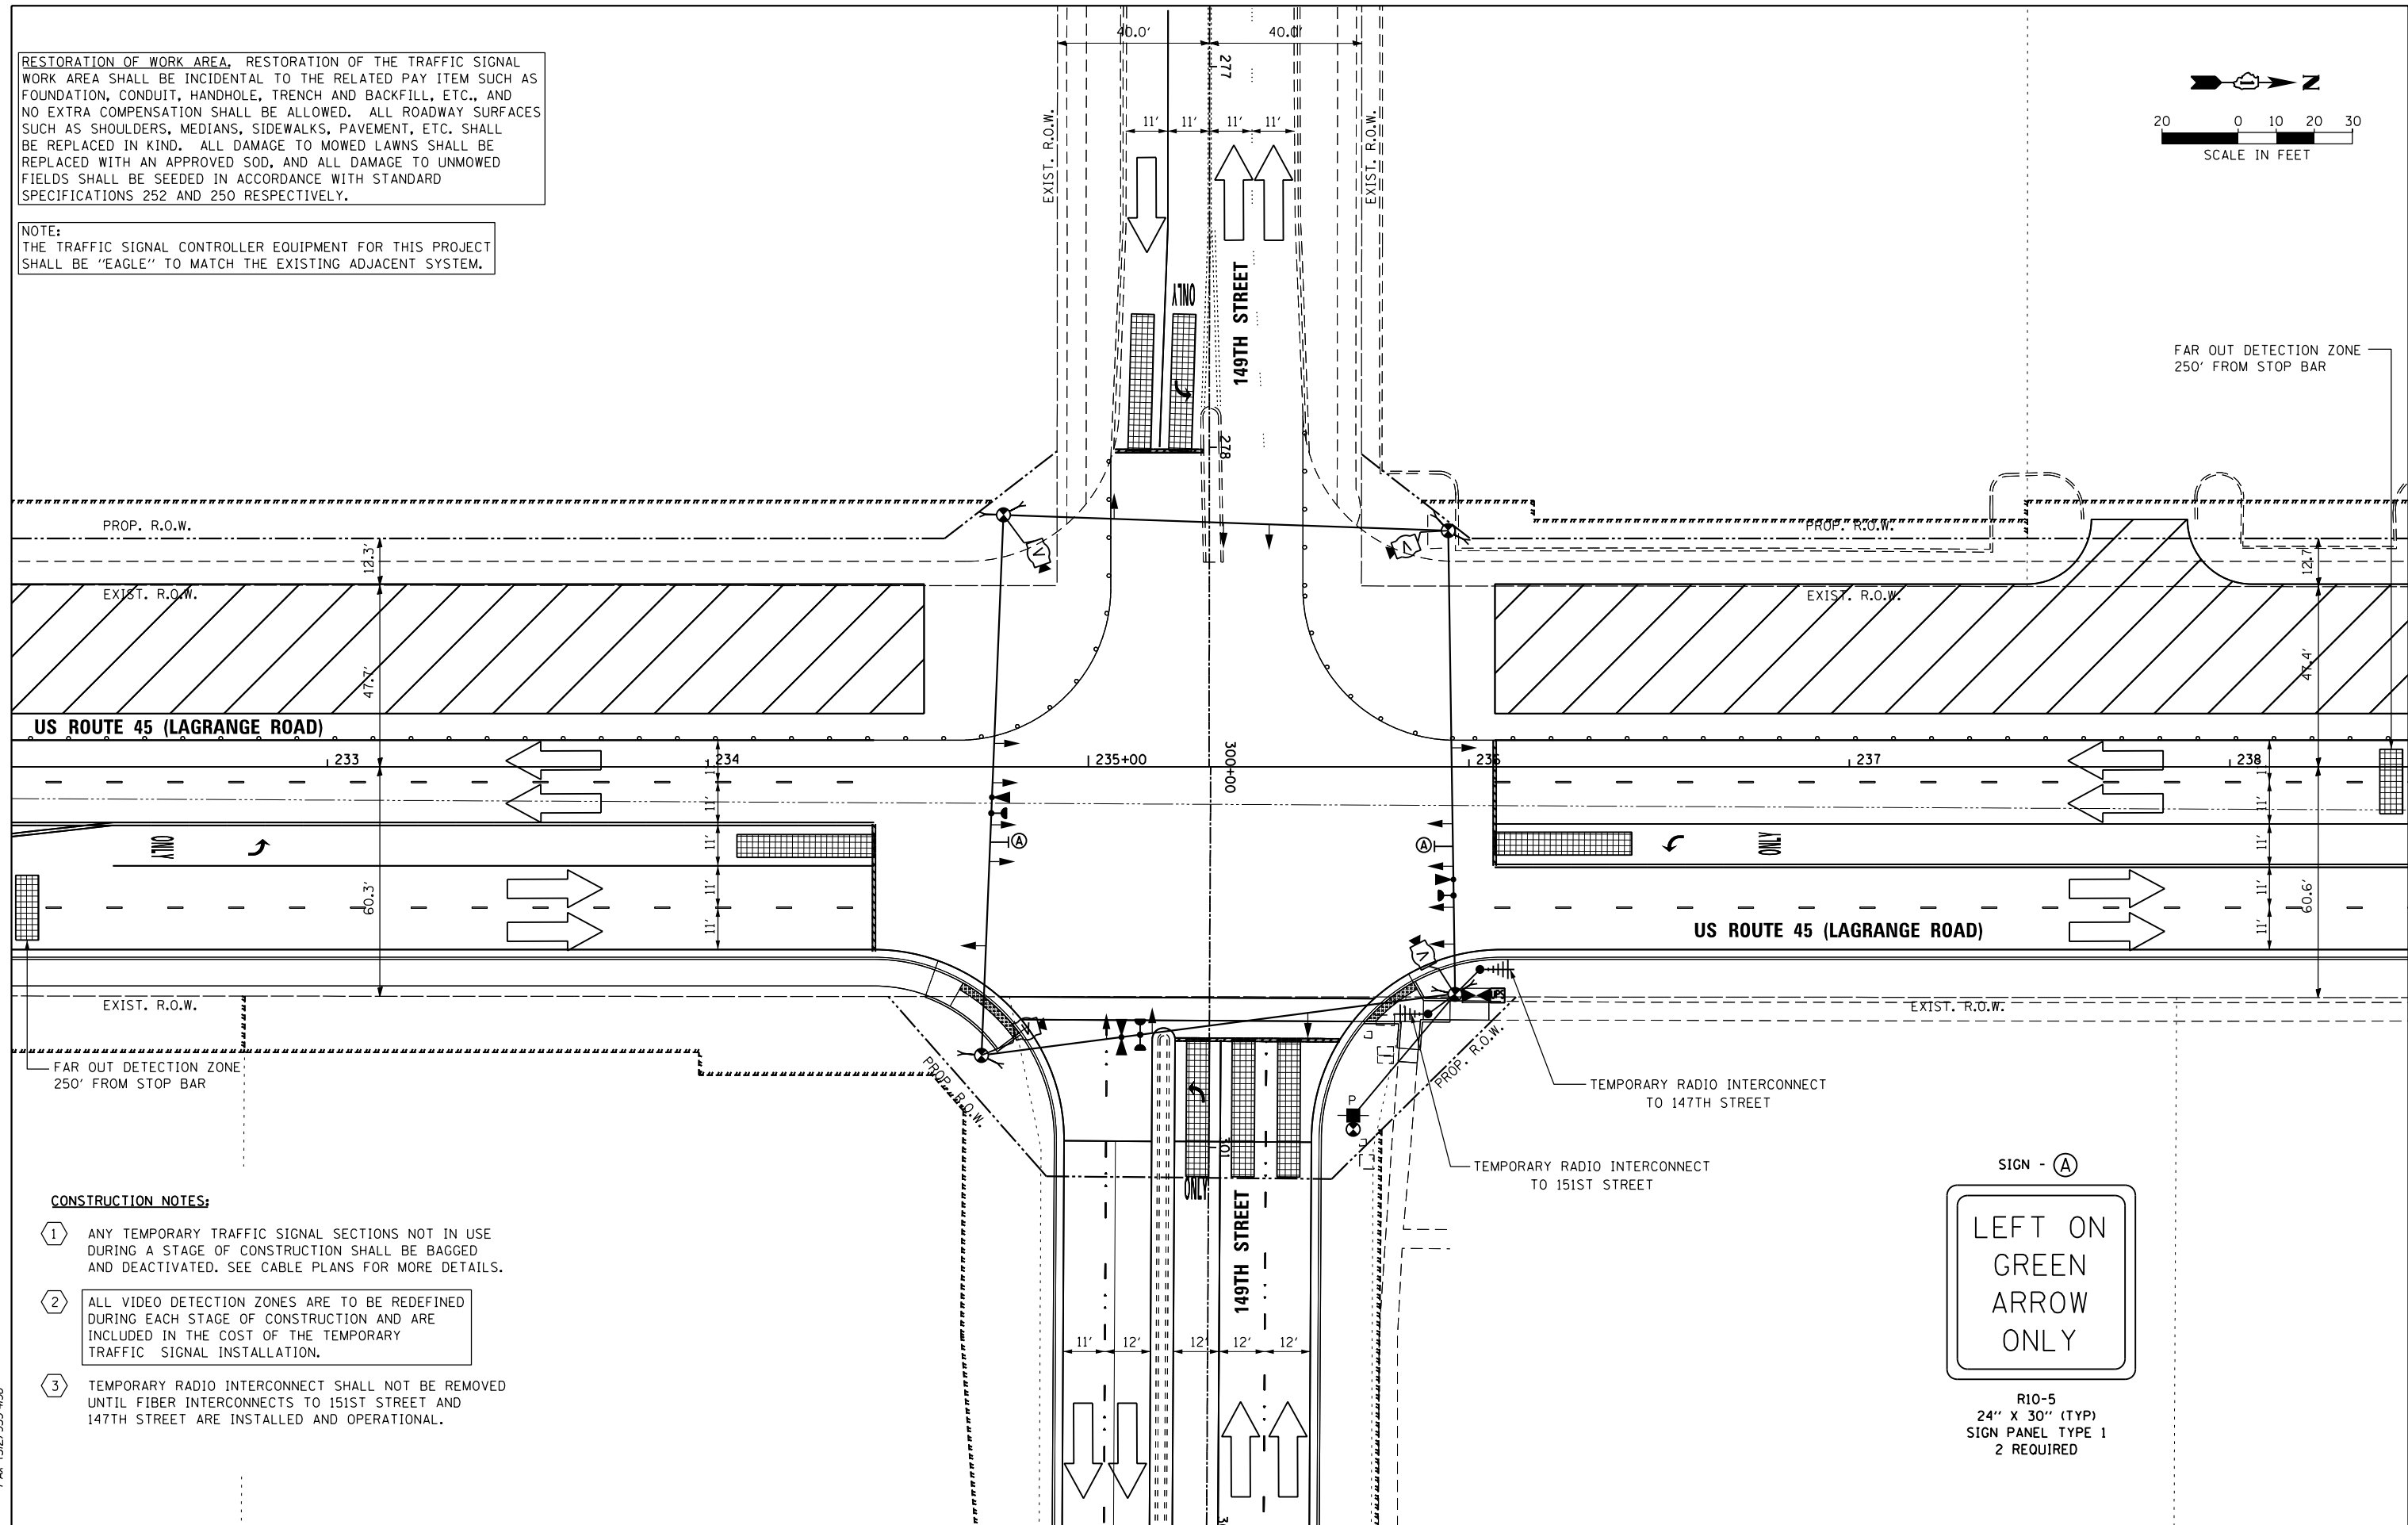 RESTORATION OF WORK AREA. RESTORATION OF THE TRAFFIC SIGNAL
WORK AREA SHALL BE INCIDENTAL TO THE RELATED PAY ITEM SUCH AS
FOUNDATION, CONDUIT, HANDHOLE, TRENCH AND BACKFILL, ETC., AND
NO EXTRA COMPENSATION SHALL BE ALLOWED. ALL ROADWAY SURFACES
SUCH AS SHOULDERS, MEDIANS, SIDEWALKS, PAVEMENT, ETC. SHALL
BE REPLACED IN KIND. ALL DAMAGE TO MOWED LAWNS SHALL BE
REPLACED WITH AN APPROVED SOD, AND ALL DAMAGE TO UNMOWED
FIELDS SHALL BE SEEDED IN ACCORDANCE WITH STANDARD
SPECIFICATIONS 252 AND 250 RESPECTIVELY.
NOTE:
THE TRAFFIC SIGNAL CONTROLLER EQUIPMENT FOR THIS PROJECT
SHALL BE "EAGLE" TO MATCH THE EXISTING ADJACENT SYSTEM.
40.0' 40.0'
277
EXIST. R.O.W.
EXIST. R.O.W.
11' 11' 11' 11'
N
20 0 10 20 30
SCALE IN FEET
ONLY
149TH STREET
278
FAR OUT DETECTION ZONE
250' FROM STOP BAR
PROP. R.O.W.
12.3'
EXIST. R.O.W.
47.7'
V
V
PROP. R.O.W.
12.7'
EXIST. R.O.W.
47.4'
US ROUTE 45 (LAGRANGE ROAD)
233 234 235+00 236 237 238
300+00
11'
11'
11'
11'
11'
11'
11'
11'
11'
11'
ONLY
A
A
ONLY
60.3'
60.6'
US ROUTE 45 (LAGRANGE ROAD)
V
V
UPS
EXIST. R.O.W.
EXIST. R.O.W.
PROP. R.O.W.
PROP. R.O.W.
FAR OUT DETECTION ZONE
250' FROM STOP BAR
TEMPORARY RADIO INTERCONNECT
TO 147TH STREET
P
301
TEMPORARY RADIO INTERCONNECT
TO 151ST STREET
ONLY
149TH STREET
11' 12' 12' 12' 12'
CONSTRUCTION NOTES:
1 ANY TEMPORARY TRAFFIC SIGNAL SECTIONS NOT IN USE
DURING A STAGE OF CONSTRUCTION SHALL BE BAGGED
AND DEACTIVATED. SEE CABLE PLANS FOR MORE DETAILS.
2 ALL VIDEO DETECTION ZONES ARE TO BE REDEFINED
DURING EACH STAGE OF CONSTRUCTION AND ARE
INCLUDED IN THE COST OF THE TEMPORARY
TRAFFIC SIGNAL INSTALLATION.
3 TEMPORARY RADIO INTERCONNECT SHALL NOT BE REMOVED
UNTIL FIBER INTERCONNECTS TO 151ST STREET AND
147TH STREET ARE INSTALLED AND OPERATIONAL.
SIGN - A
LEFT ON
GREEN
ARROW
ONLY
R10-5
24" X 30" (TYP)
SIGN PANEL TYPE 1
2 REQUIRED